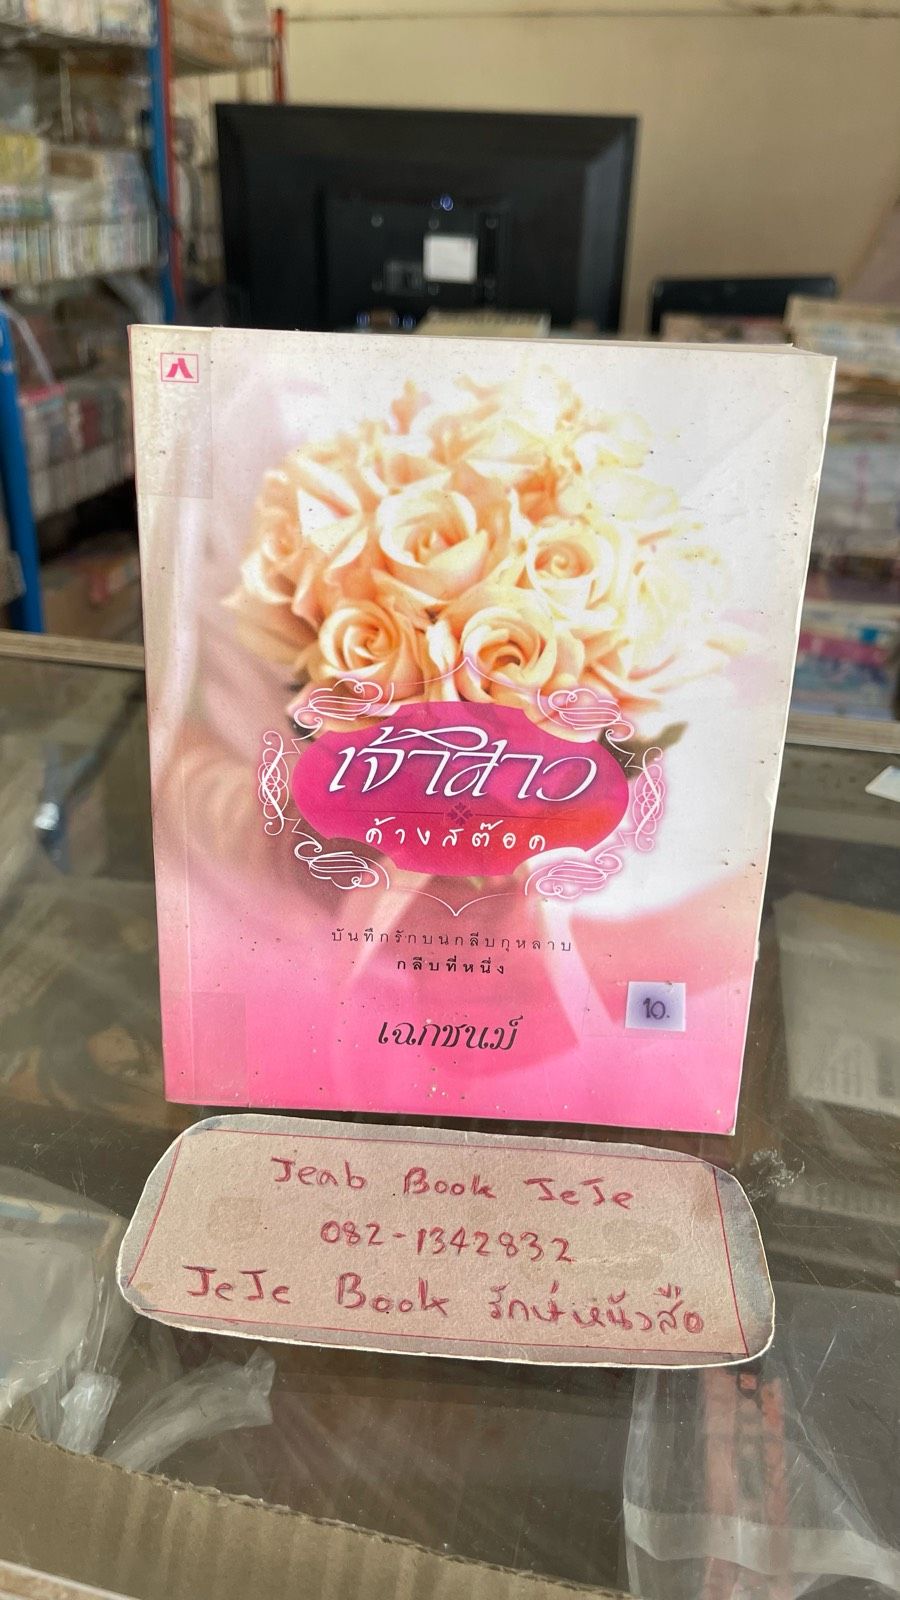 เจ้าสาว
ค้างสต๊อค
บันทึกรักบนกลีบกุหลาบ
กลีบที่หนึ่ง
10.
เฉกชนม์
Jeab Book JeJe
082-1342832
JeJe Book รักษ์หนังสือ